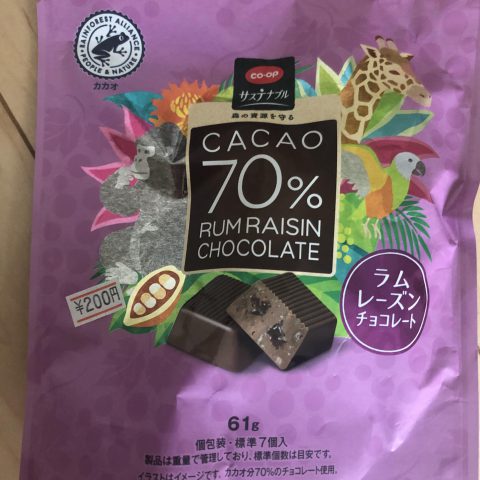 RAINFOREST ALLIANCE
PEOPLE & NATURE
カカオ
CO・OP
サステナブル
森の資源を守る
CACAO
70%
RUM RAISIN
CHOCOLATE
¥200円
ラム
レーズン
チョコレート
61g
個包装・標準7個入
製品は重量で管理しており、標準個数は目安です。
イラストはイメージです。カカオ分70%のチョコレート使用。